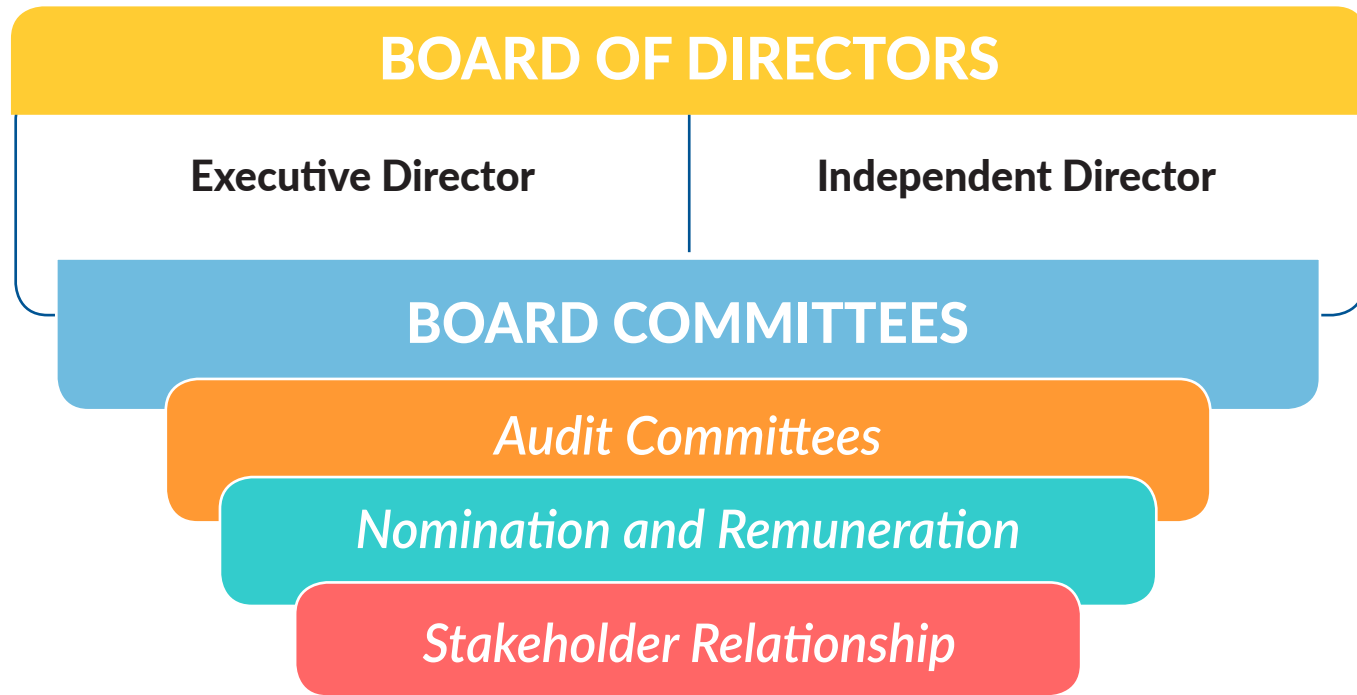 BOARD OF DIRECTORS
Executive Director
Independent Director
BOARD COMMITTEES
Audit Committees
Nomination and Remuneration
Stakeholder Relationship